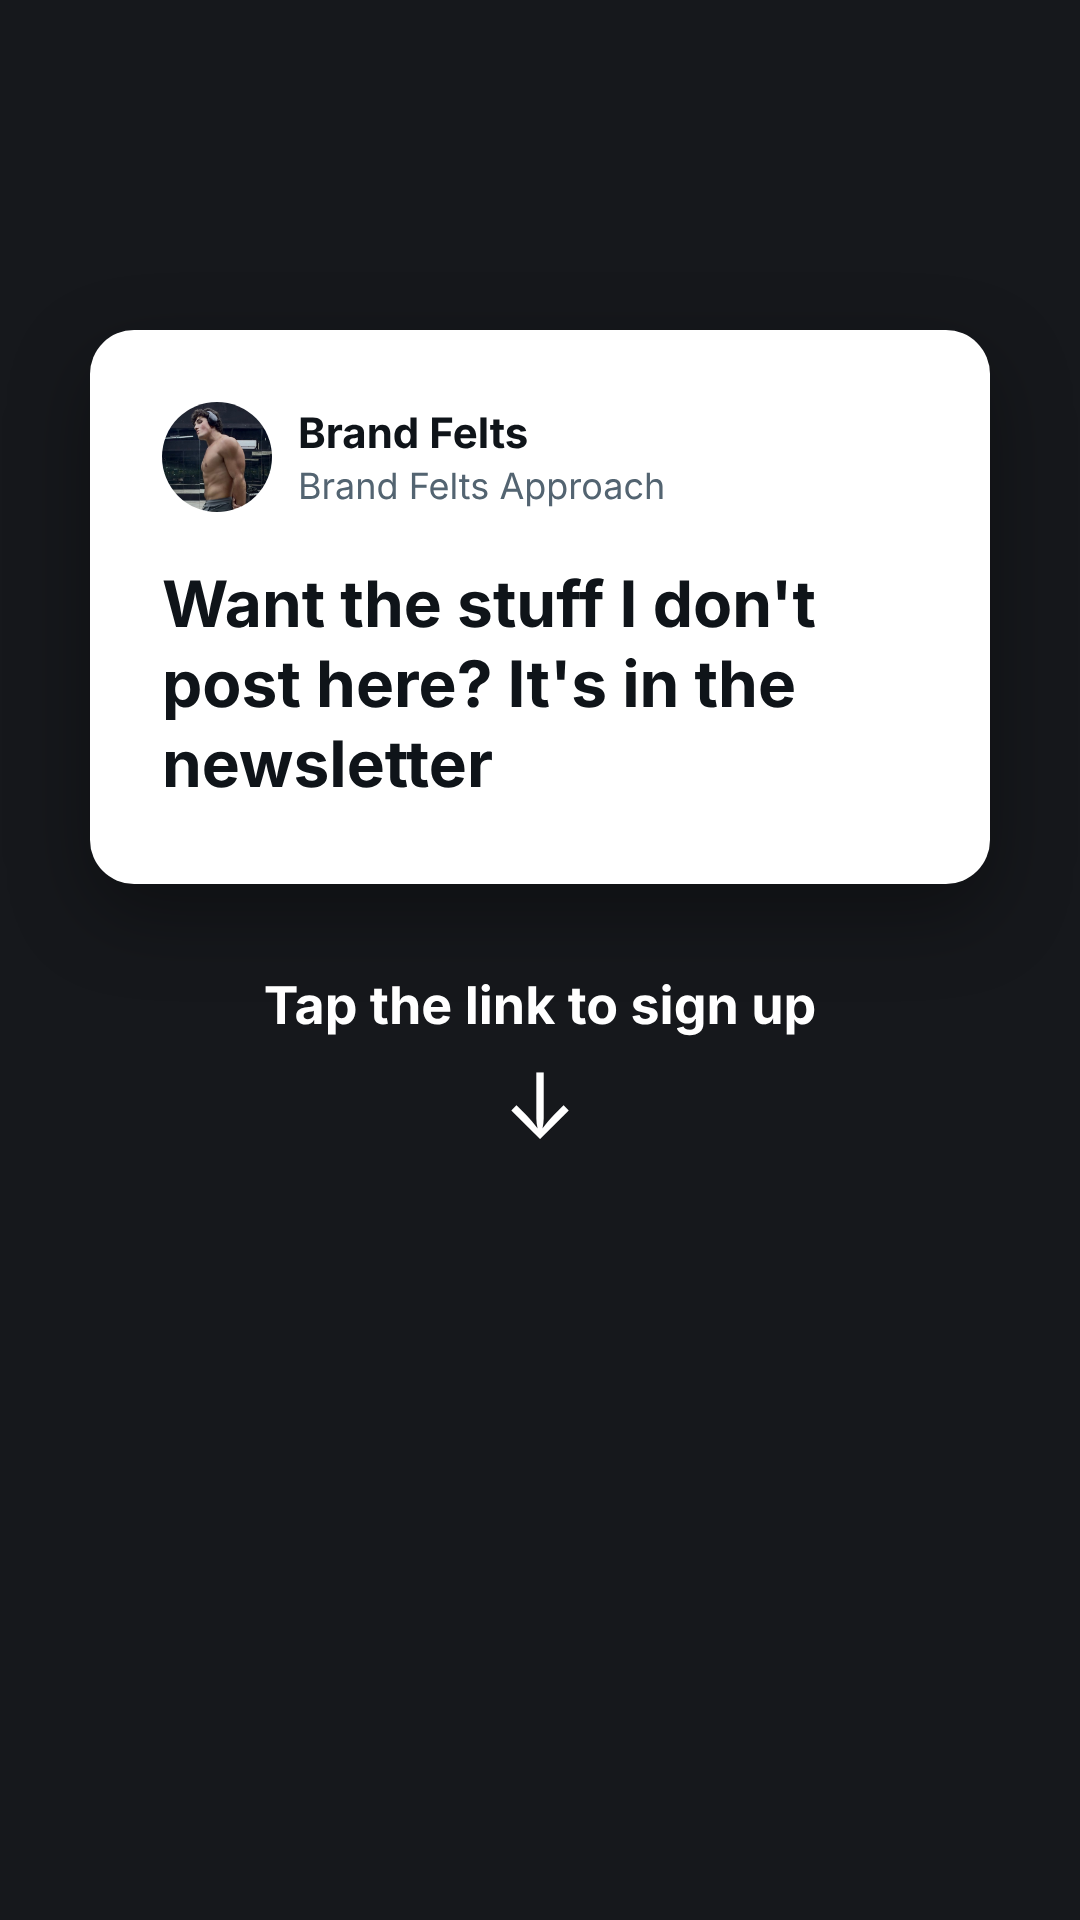 Brand Felts
Brand Felts Approach
Want the stuff I don't
post here? It's in the
newsletter
Tap the link to sign up